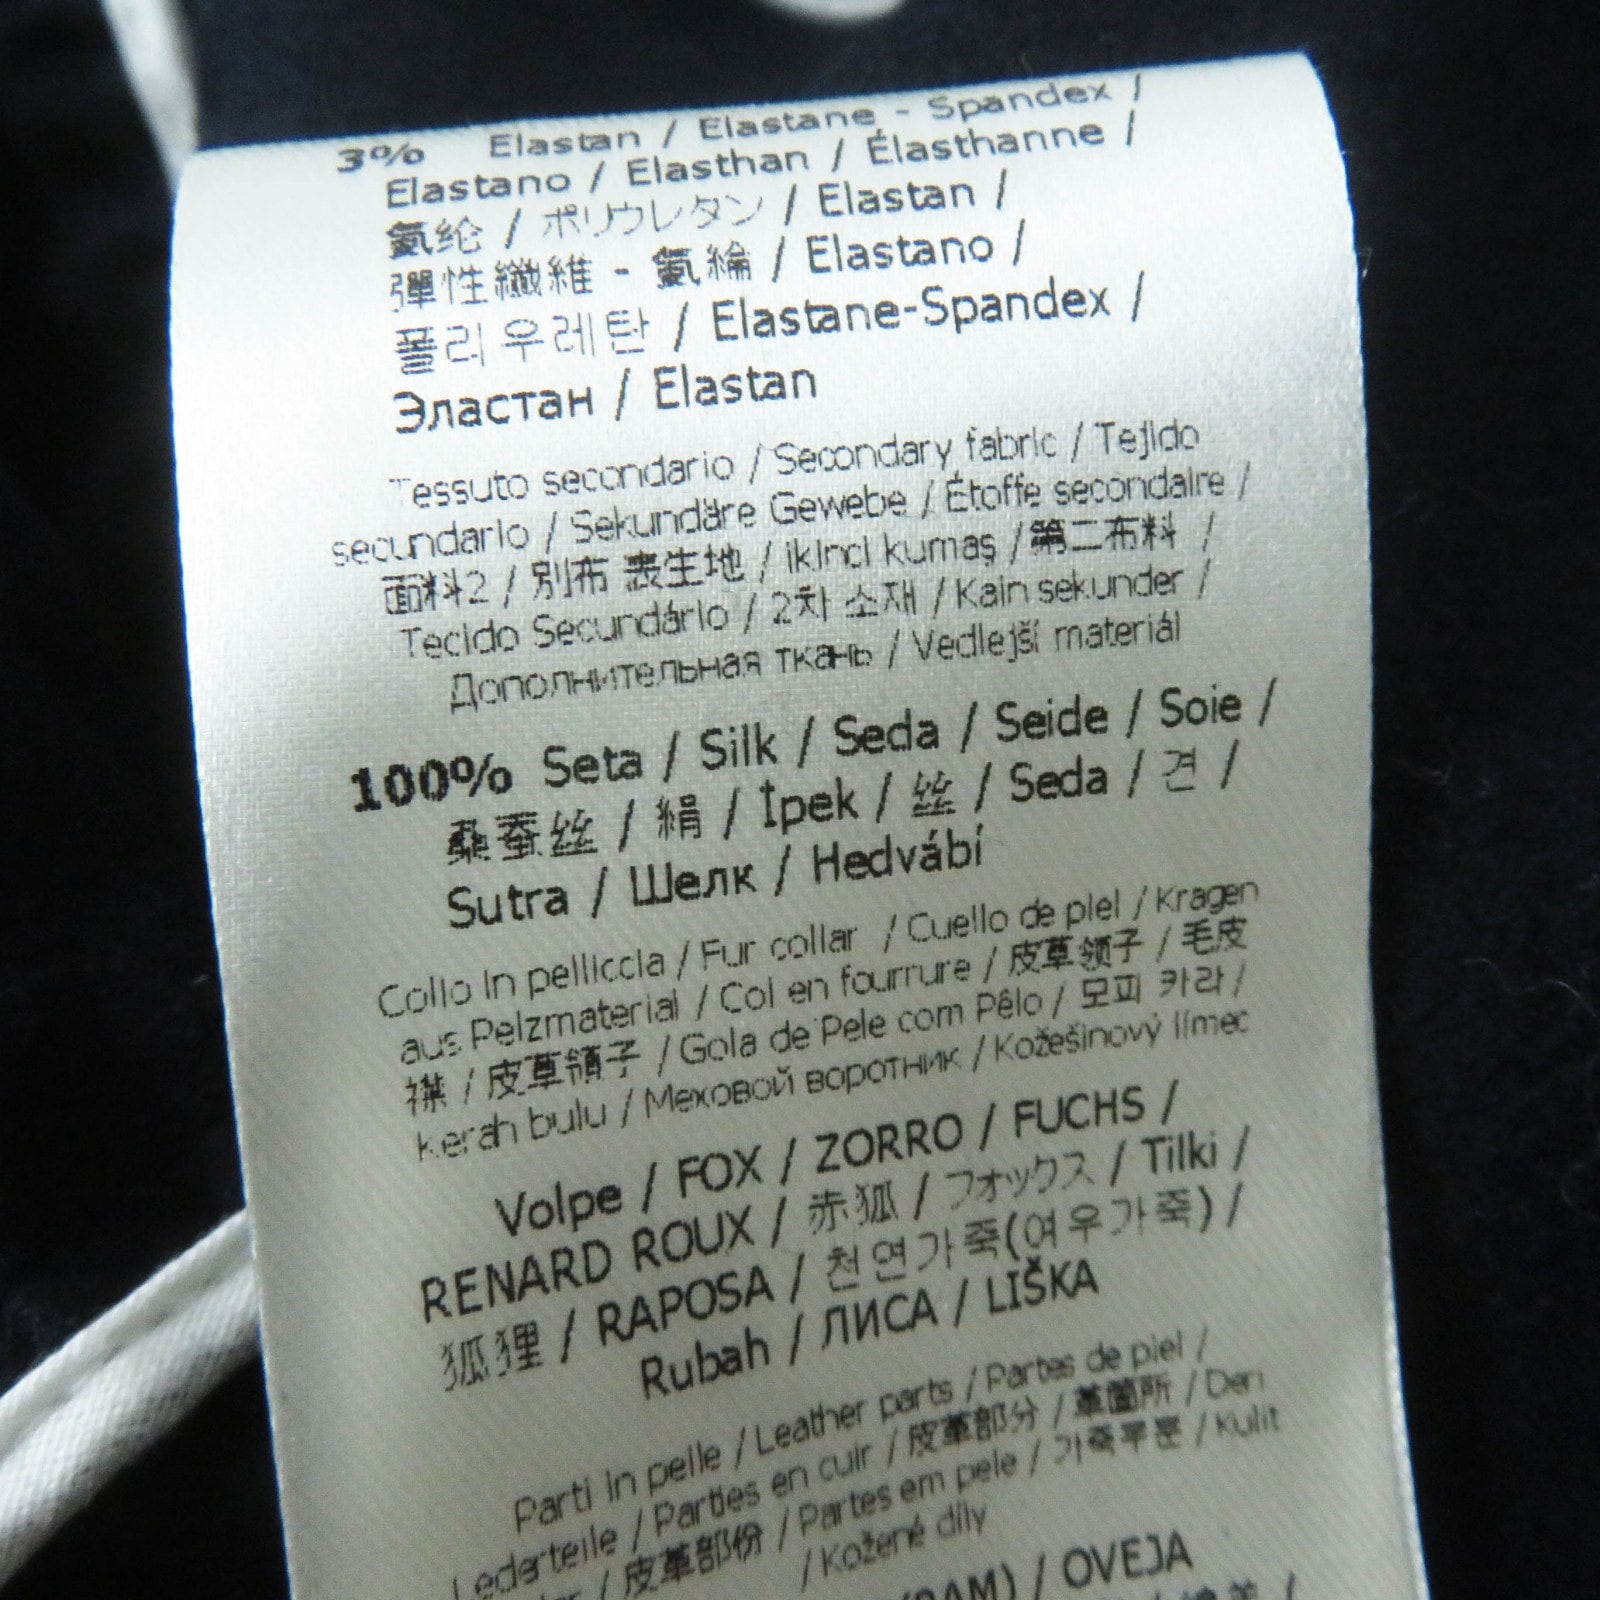 3% Elastan / Elastane - Spandex /
Elastano / Elasthan / Élasthanne /
氨纶 / ポリウレタン / Elastan /
彈性纖維 - 氨綸 / Elastano /
폴리우레탄 / Elastane-Spandex /
Эластан / Elastan
Tessuto secondario / Secondary fabric / Tejido
secundario / Sekundäre Gewebe / Étoffe secondaire /
面料2 / 別布 表生地 / ikinci kumaş / 第二布料 /
Tecido Secundário / 2차 소재 / Kain sekunder /
Дополнительная ткань / Vedlejší materiál
100% Seta / Silk / Seda / Seide / Soie /
桑蚕丝 / 絹 / İpek / 丝 / Seda / 견 /
Sutra / Шелк / Hedvábí
Collo in pelliccia / Fur collar / Cuello de piel / Kragen
aus Pelzmaterial / Col en fourrure / 皮草领子 / 毛皮
襟 / 皮草領子 / Gola de Pele com Pêlo / 모피 카라 /
Kerah bulu / Меховой воротник / Kožešinový límec
Volpe / FOX / ZORRO / FUCHS /
RENARD ROUX / 赤狐 / フォックス / Tilki /
狐狸 / RAPOSA / 천연가죽(여우가죽) /
Rubah / ЛИСА / LIŠKA
Parti in pelle / Leather parts / Partes de piel /
Lederteile / Parties en cuir / 皮革部分 / 革箇所 / Deri
/ 皮革部份 / Partes em pele / 가죽부분 / Kulit
/ Kožené díly
/ OVEJA